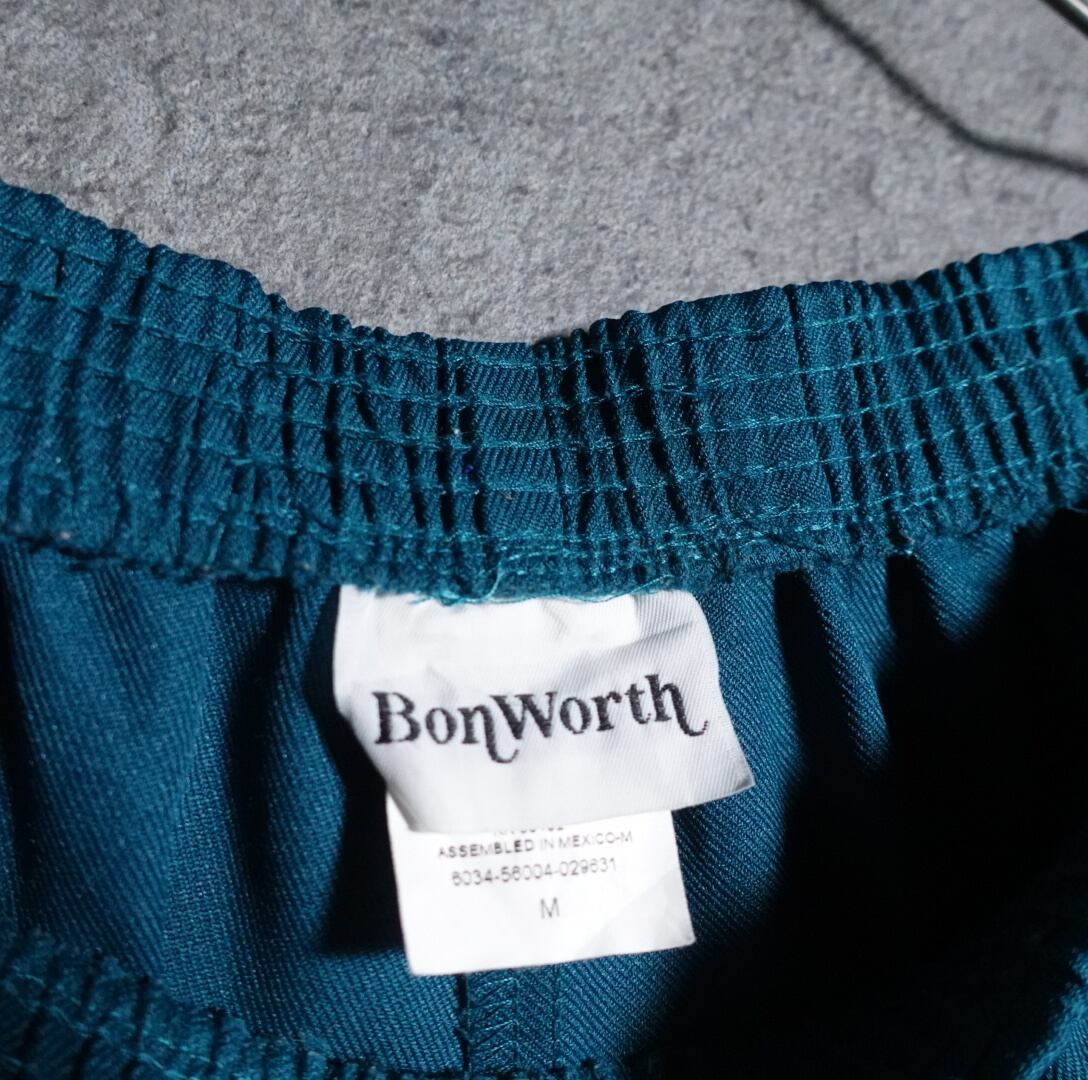 BonWorth
ASSEMBLED IN MEXICO-M
6034-56004-029631
M